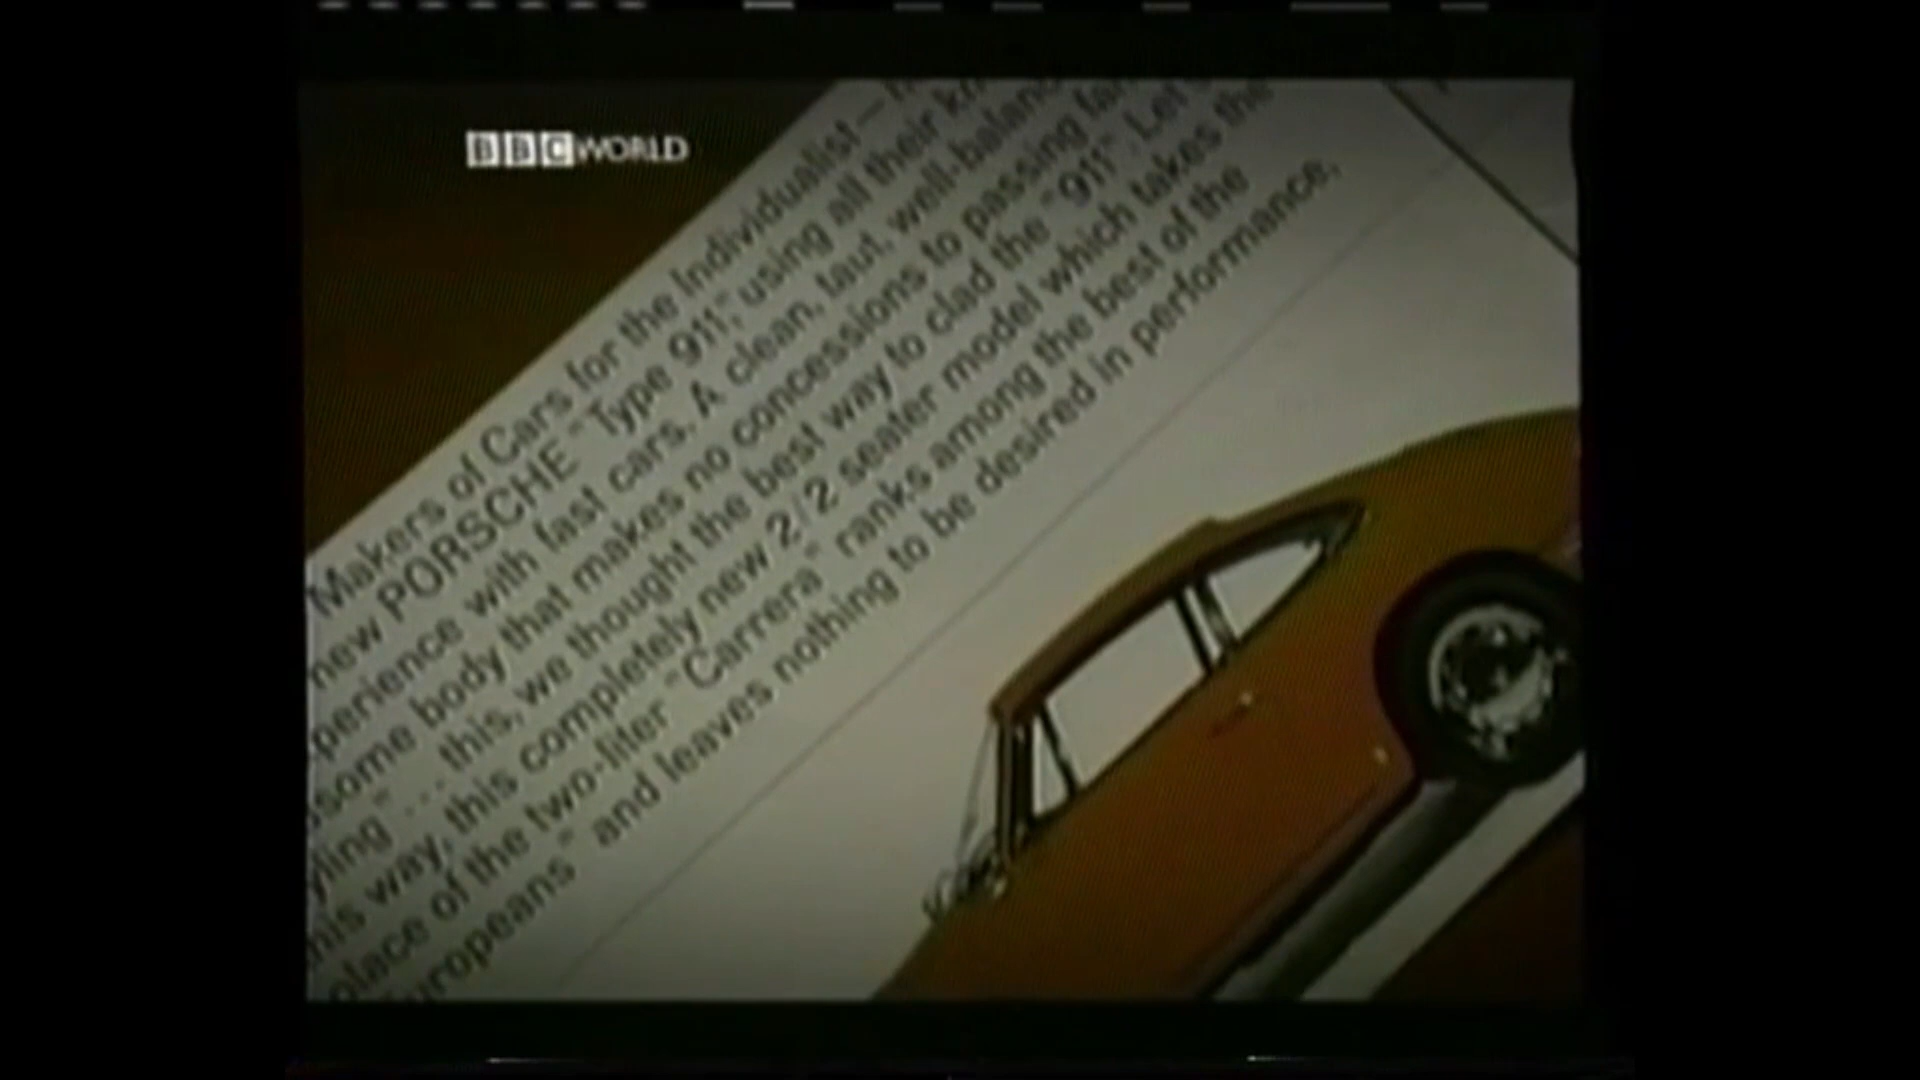 BBC WORLD
Makers of Cars for the Individualist—
new PORSCHE "Type 911," using all their
perience with fast cars. A clean, taut, well-balanc
some body that makes no concessions to passing fa
yling" ... this, we thought the best way to clad the "911". Let
his way, this completely new 2/2 seater model which takes the
place of the two-liter "Carrera" ranks among the best of the
uropeans" and leaves nothing to be desired in performance,